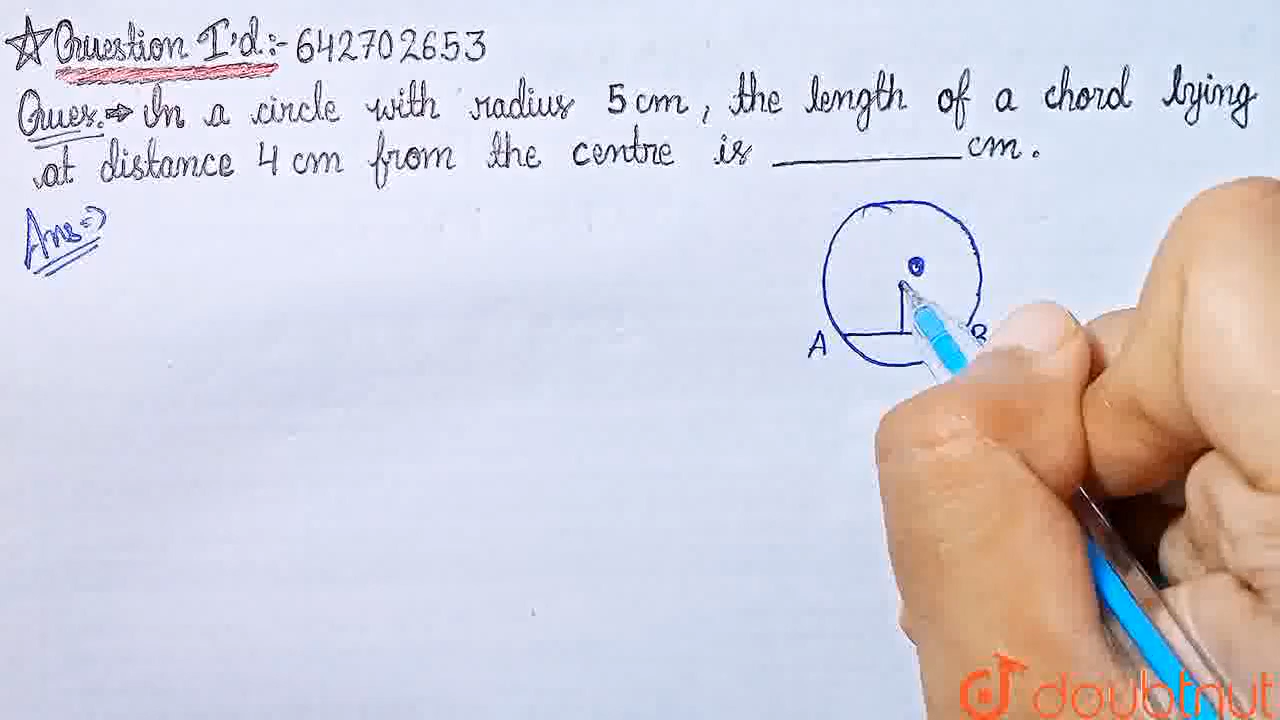 ☆ Question I'd:- 642702653
Ques.⇒ In a circle with radius 5 cm, the length of a chord lying
at distance 4 cm from the centre is ________ cm.
Ans⇒
O
A B
doubtnut